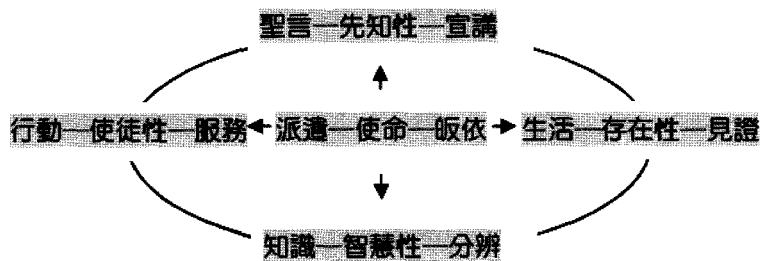 聖言—先知性—宣講
行動—使徒性—服務 派遣—使命—皈依 生活—存在性—見證
知識—智慧性—分辨